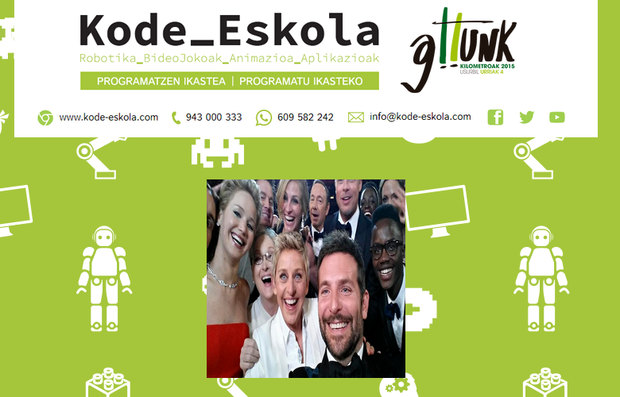 Kode_Eskola
Robotika_BideoJokoak_Animazioa_Aplikazioak
PROGRAMATZEN IKASTEA | PROGRAMATU IKASTEKO
gttUNK
KILOMETROAK 2015
USURBIL URRIAK 4
www.kode-eskola.com
943 000 333
609 582 242
info@kode-eskola.com